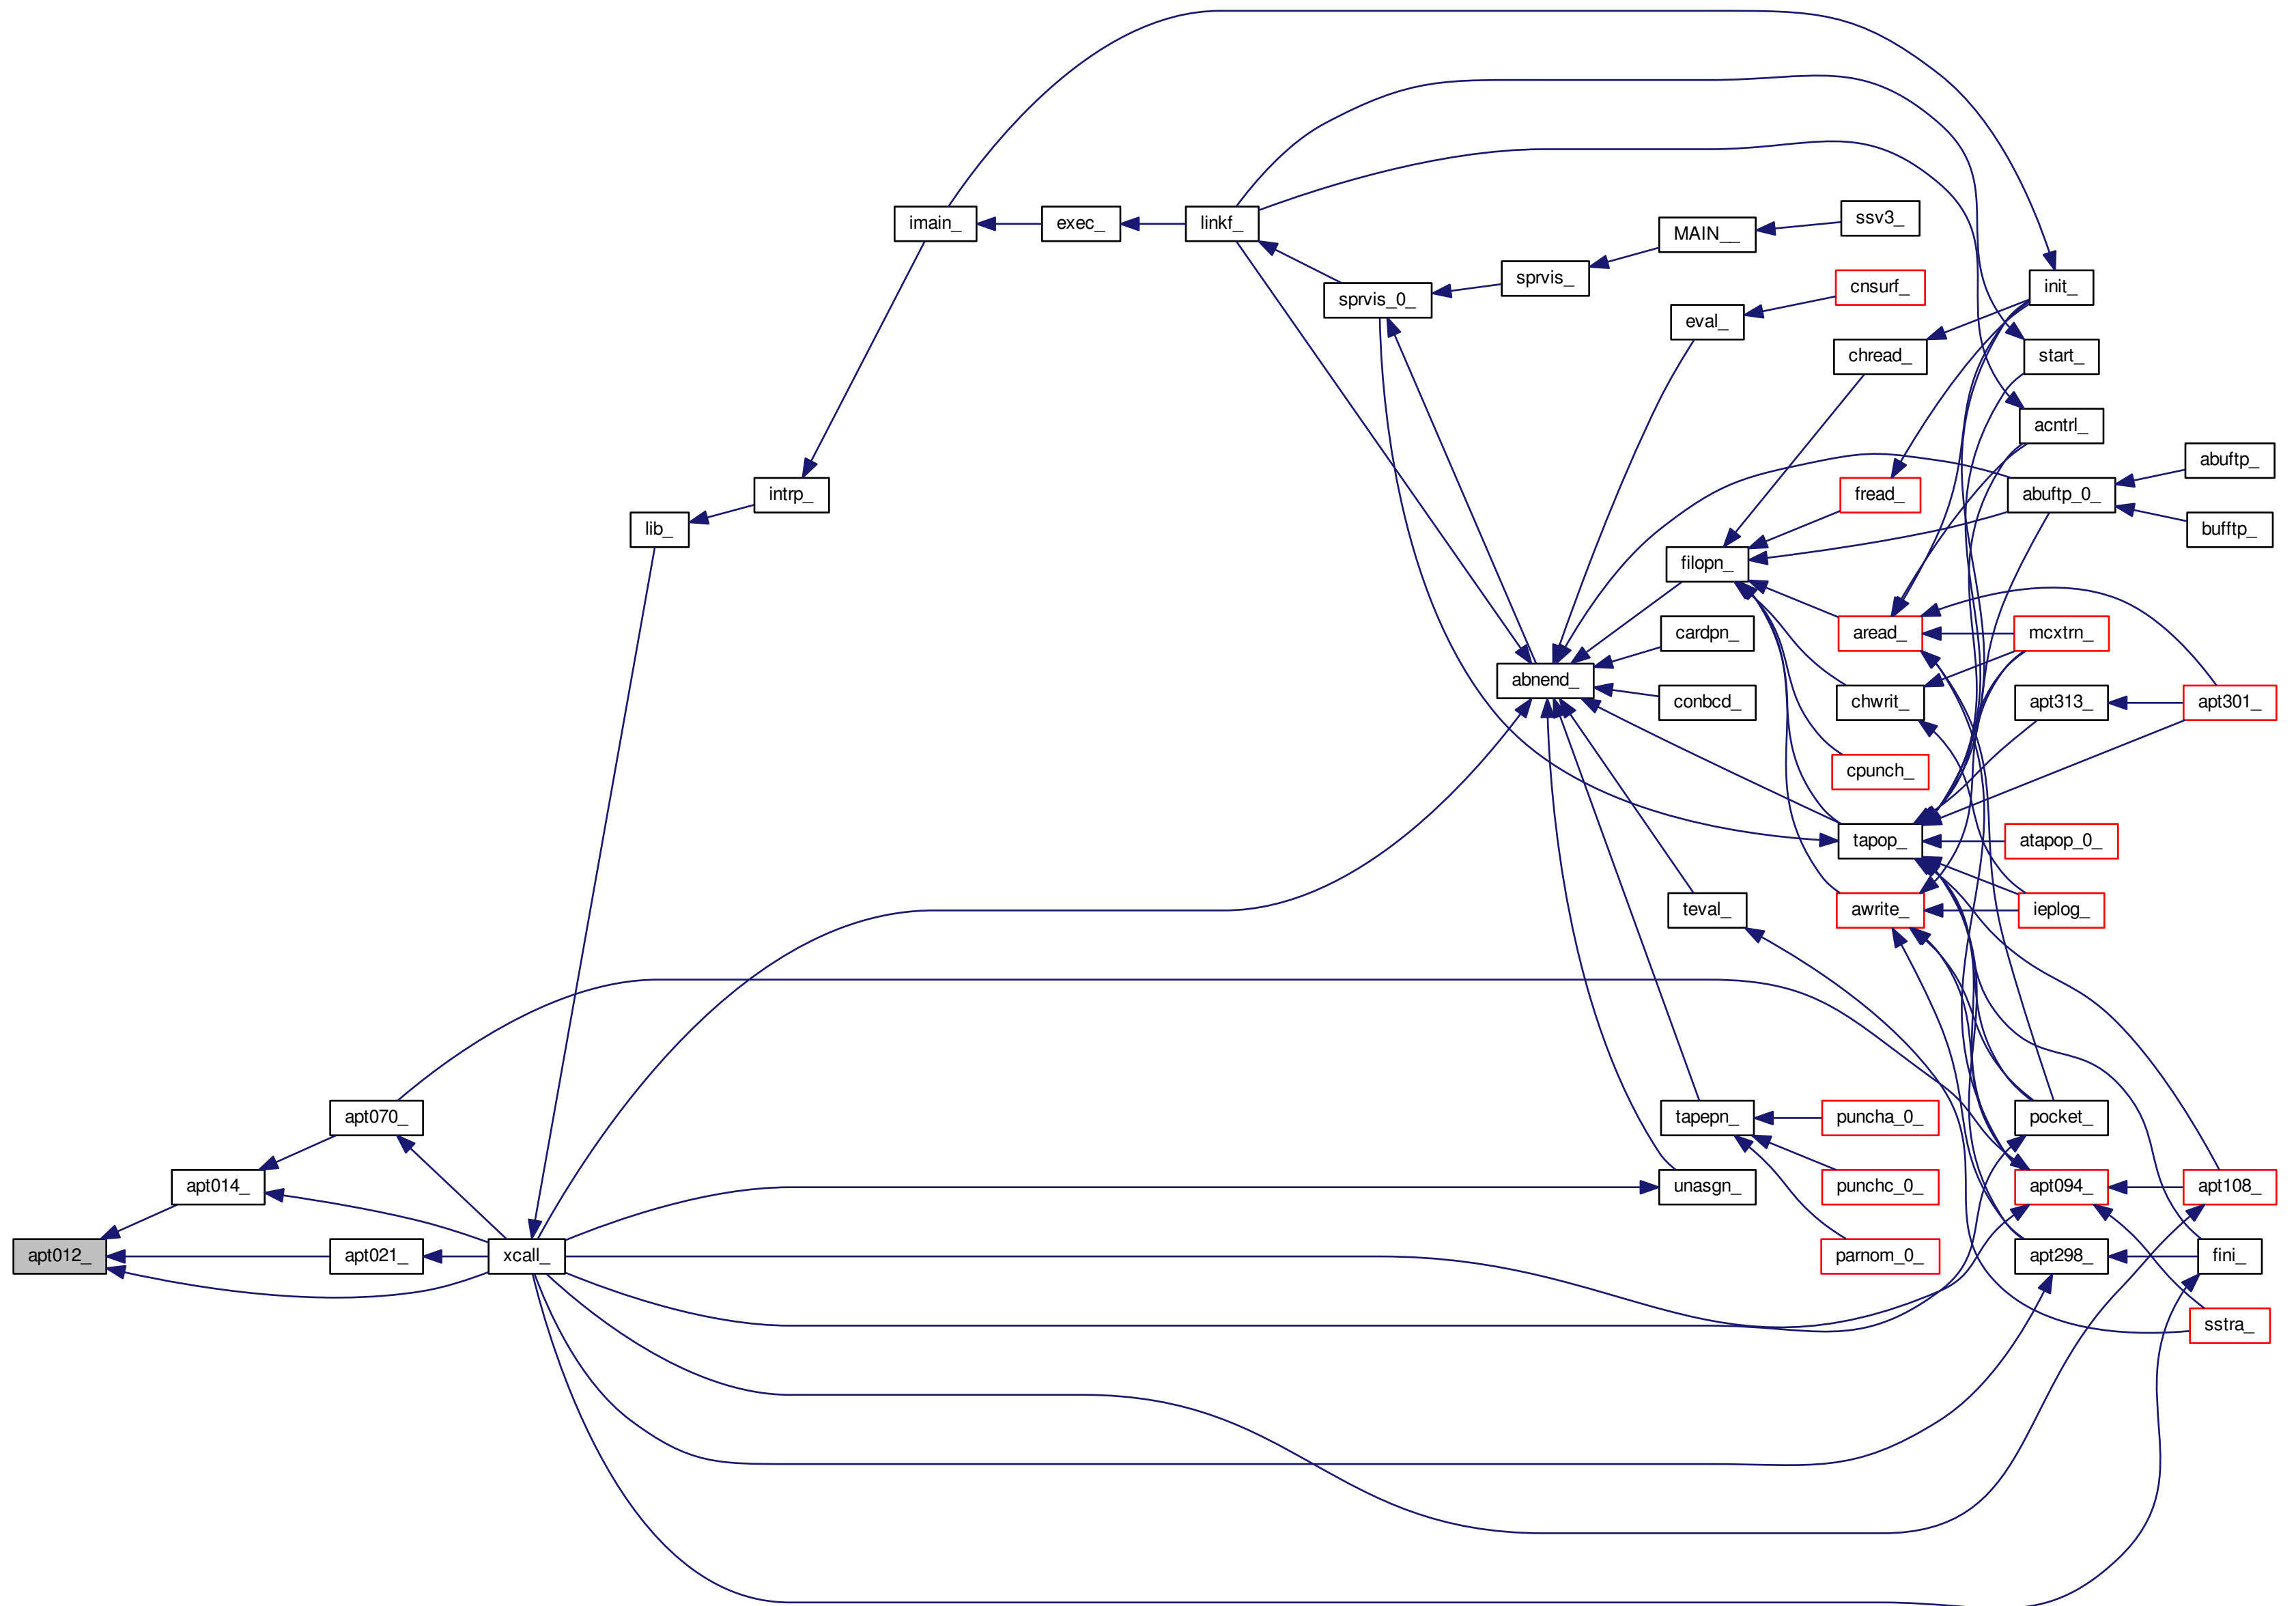 imain_
exec_
linkf_
MAIN__
ssv3_
sprvis_
sprvis_0_
cnsurf_
init_
eval_
chread_
start_
acntrl_
abuftp_
fread_
abuftp_0_
intrp_
bufftp_
lib_
filopn_
cardpn_
aread_
mcxtrn_
abnend_
conbcd_
chwrit_
apt313_
apt301_
cpunch_
tapop_
atapop_0_
teval_
awrite_
ieplog_
apt070_
tapepn_
puncha_0_
pocket_
apt014_
unasgn_
punchc_0_
apt094_
apt108_
apt012_
apt021_
xcall_
parnom_0_
apt298_
fini_
sstra_